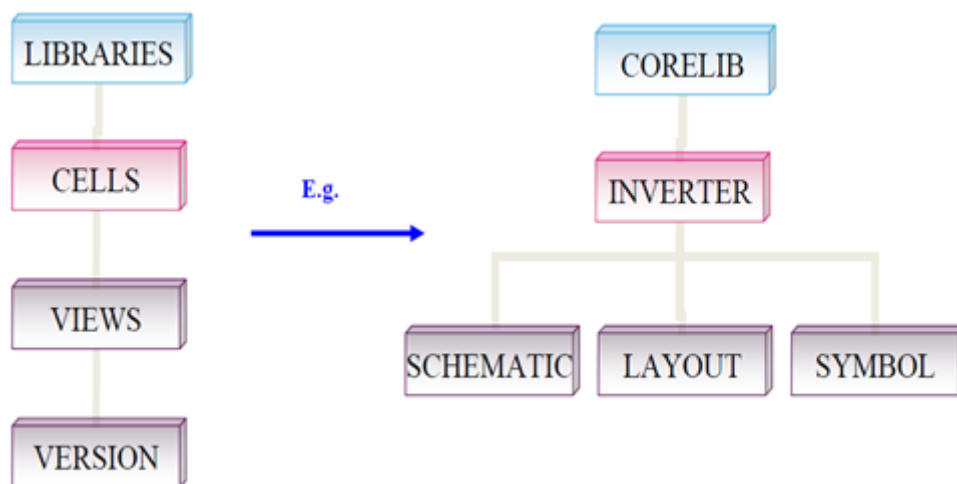 LIBRARIES
CELLS
VIEWS
VERSION
E.g.
CORELIB
INVERTER
SCHEMATIC LAYOUT SYMBOL